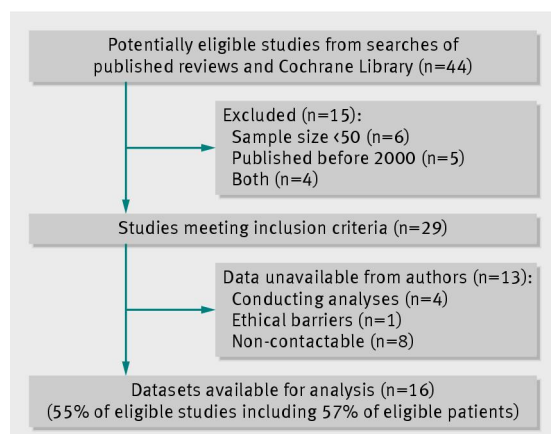 Potentially eligible studies from searches of
published reviews and Cochrane Library (n=44)
Excluded (n=15):
Sample size <50 (n=6)
Published before 2000 (n=5)
Both (n=4)
Studies meeting inclusion criteria (n=29)
Data unavailable from authors (n=13):
Conducting analyses (n=4)
Ethical barriers (n=1)
Non-contactable (n=8)
Datasets available for analysis (n=16)
(55% of eligible studies including 57% of eligible patients)